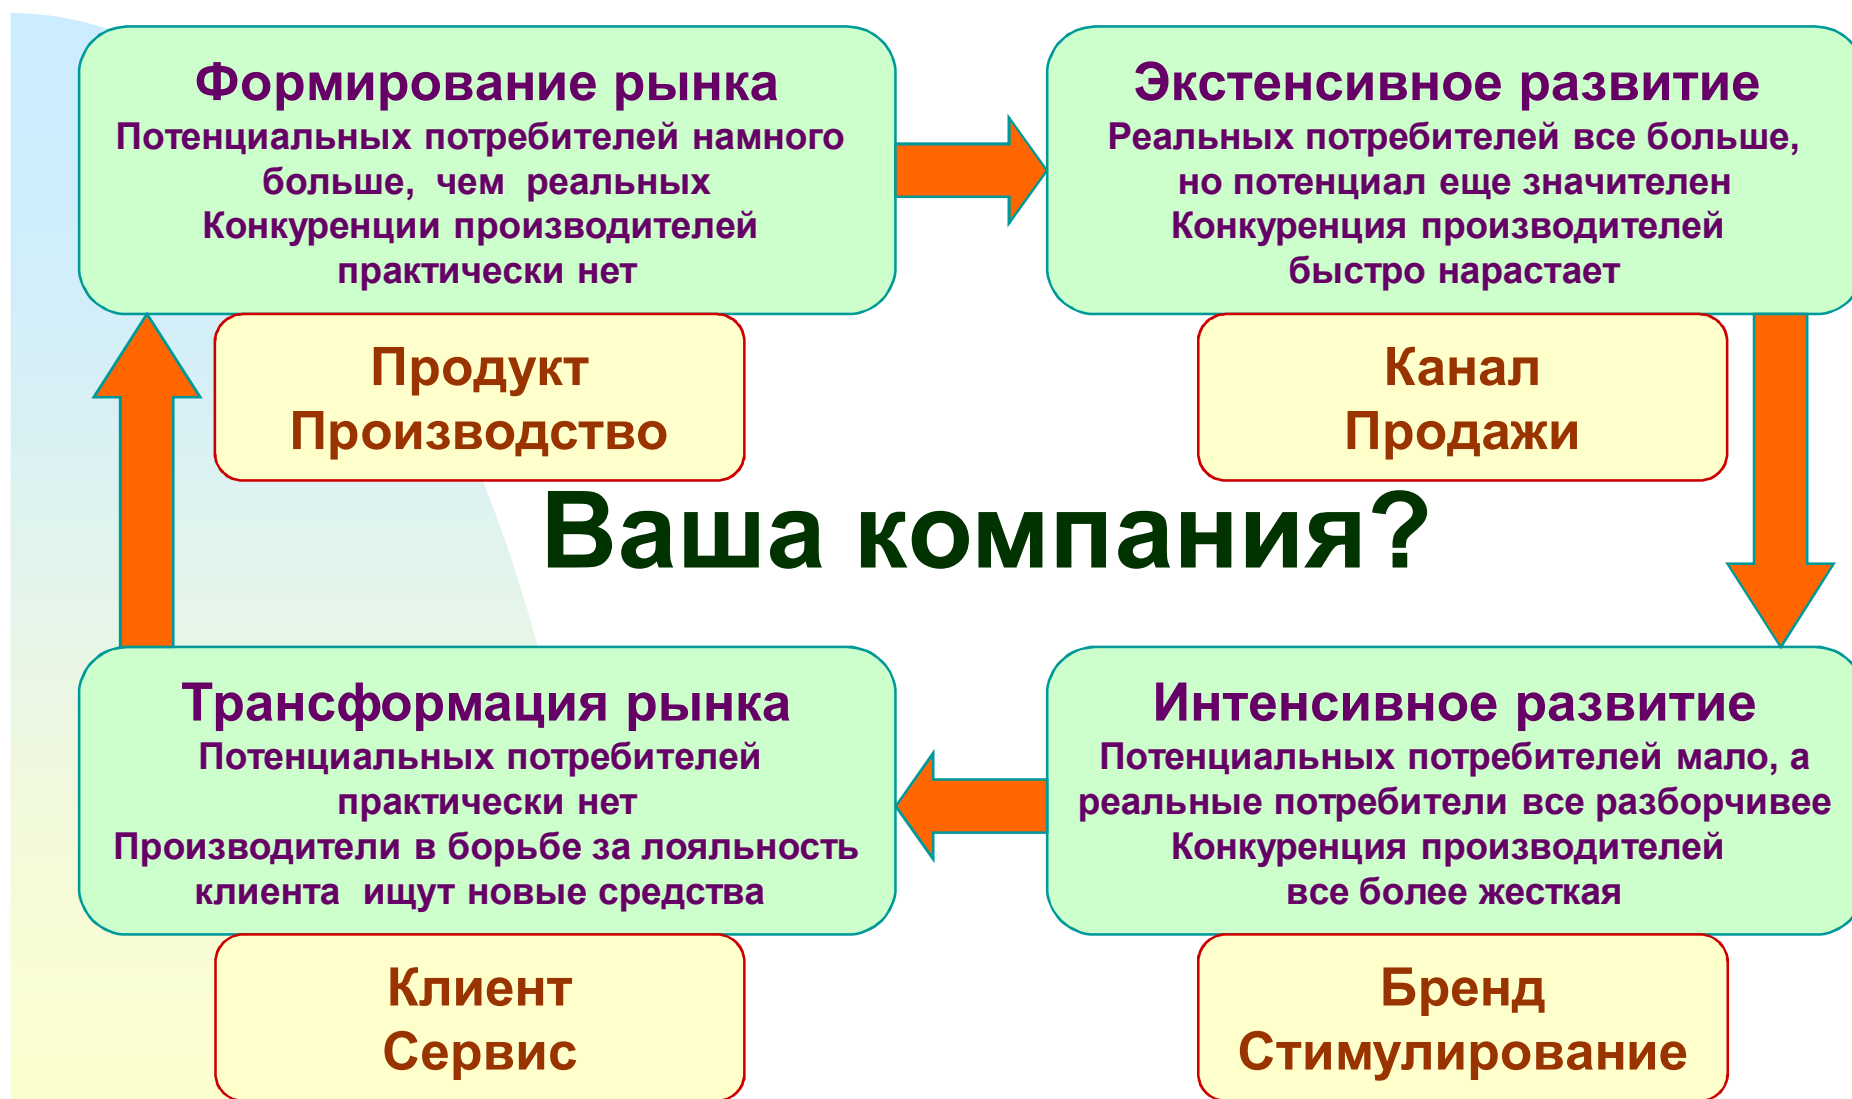 Формирование рынка
Потенциальных потребителей намного
больше, чем реальных
Конкуренции производителей
практически нет
Продукт
Производство
Экстенсивное развитие
Реальных потребителей все больше,
но потенциал еще значителен
Конкуренция производителей
быстро нарастает
Канал
Продажи
Ваша компания?
Трансформация рынка
Потенциальных потребителей
практически нет
Производители в борьбе за лояльность
клиента ищут новые средства
Клиент
Сервис
Интенсивное развитие
Потенциальных потребителей мало, а
реальные потребители все разборчивее
Конкуренция производителей
все более жесткая
Бренд
Стимулирование